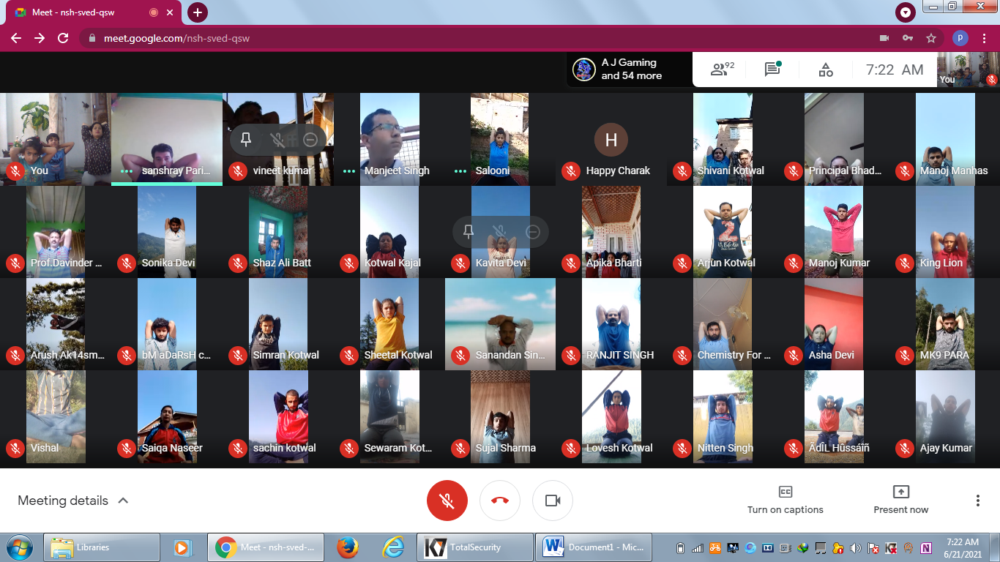 Meet - nsh-sved-qsw
meet.google.com/nsh-sved-qsw
p
A J Gaming
and 54 more
92
7:22 AM
You
You
sanshray Pari...
vineet kumar
Manjeet Singh
Salooni
H
Happy Charak
Shivani Kotwal
Principal Bhad...
Manoj Manhas
Prof.Davinder ...
Sonika Devi
Shaz Ali Batt
Kotwal Kajal
Kavita Devi
Apika Bharti
Arjun Kotwal
2
Manoj Kumar
King Lion
Arush Ak14sm...
bM aDaRsH c...
Simran Kotwal
Sheetal Kotwal
Sanandan Sin...
RANJIT SINGH
Chemistry For ...
Asha Devi
MK9 PARA
Vishal
Saiqa Naseer
sachin kotwal
Sewaram Kot...
Sujal Sharma
Lovesh Kotwal
Nitten Singh
ÃdÎL Hûssáîñ
Ajay Kumar
Meeting details
CC
Turn on captions
Present now
Libraries
Meet - nsh-sved-...
K7
TotalSecurity
W
Document1 - Mic...
N
7:22 AM
6/21/2021